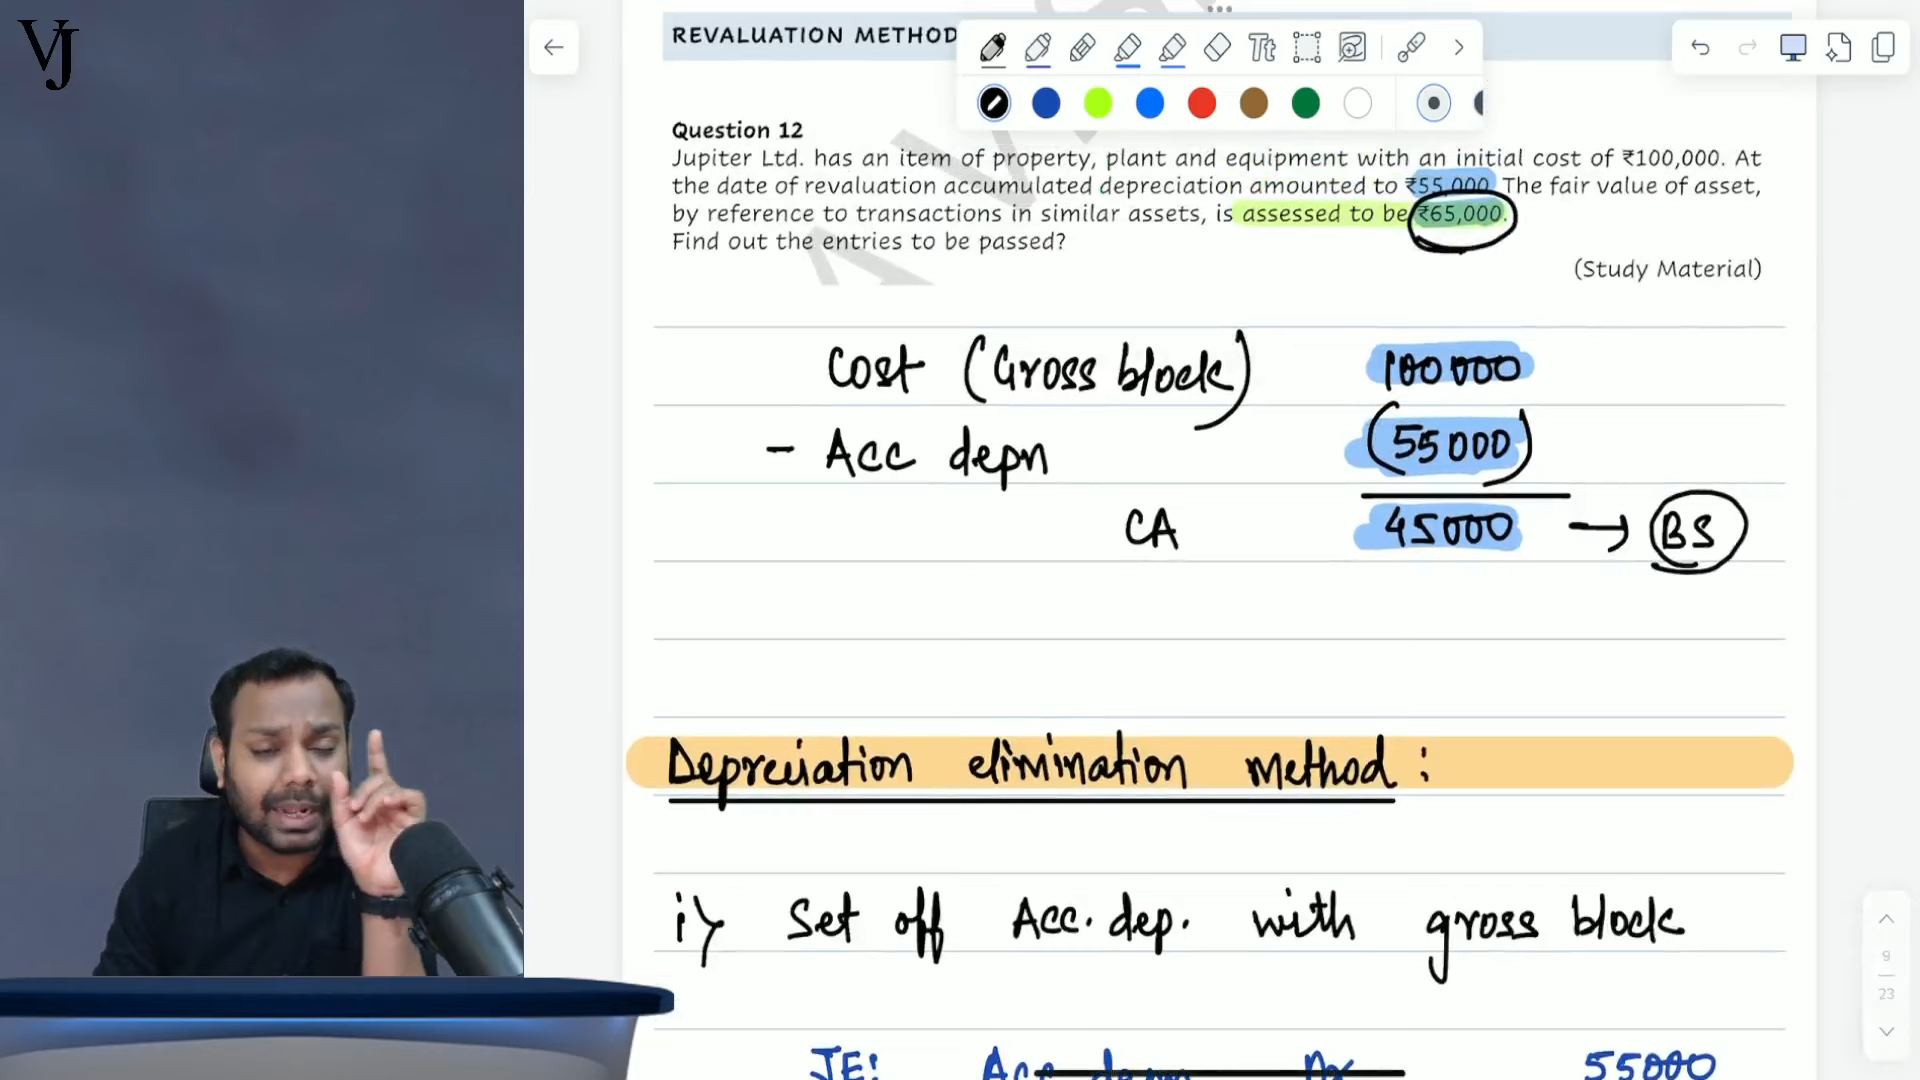 VJ
REVALUATION METHOD
Tt
Question 12
Jupiter Ltd. has an item of property, plant and equipment with an initial cost of ₹100,000. At
the date of revaluation accumulated depreciation amounted to ₹55,000. The fair value of asset,
by reference to transactions in similar assets, is assessed to be ₹65,000.
Find out the entries to be passed?
(Study Material)
Cost (Gross block) 100000
- Acc depn (55000)
CA 45000 → BS
Depreciation elimination method :
i) Set off Acc. dep. with gross block
9
23
JE: Acc depn Dr 55000